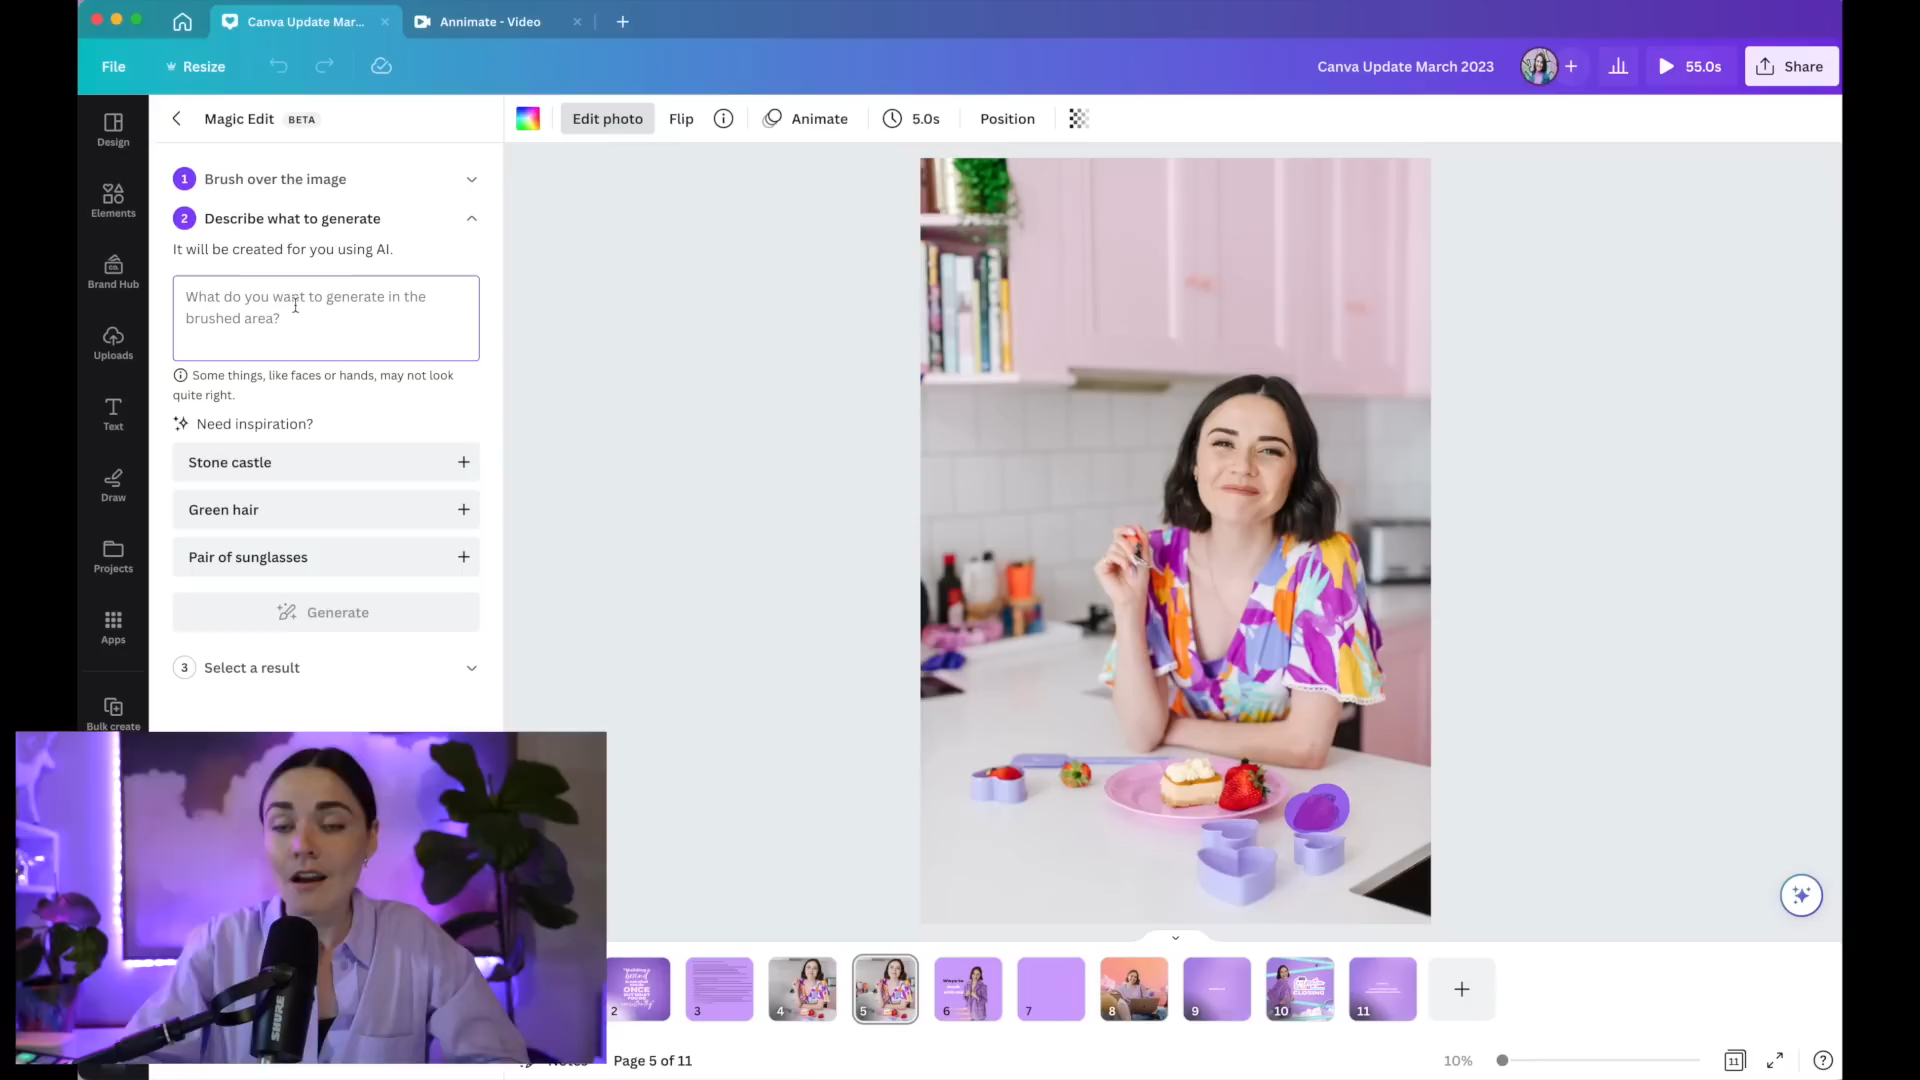 Canva Update Mar...
Annimate - Video
File
Resize
Canva Update March 2023
55.0s
Share
Design
Elements
Brand Hub
Uploads
Text
Draw
Projects
Apps
Bulk create
Magic Edit BETA
1 Brush over the image
2 Describe what to generate
It will be created for you using AI.
What do you want to generate in the
brushed area?
Some things, like faces or hands, may not look
quite right.
Need inspiration?
Stone castle
Green hair
Pair of sunglasses
Generate
3 Select a result
Edit photo
Flip
Animate
5.0s
Position
SHURE
ONCE
2
3
4
5
6
7
8
9
10
CLOSING
11
Page 5 of 11
10%
11